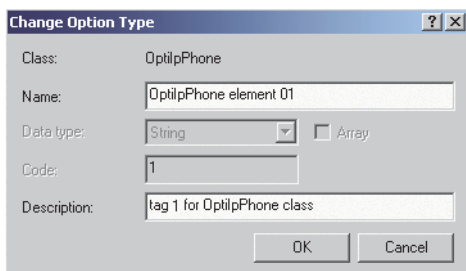 Change Option Type
Class: OptiIpPhone
Name: OptiIpPhone element 01
Data type: String Array
Code: 1
Description: tag 1 for OptiIpPhone class
OK Cancel